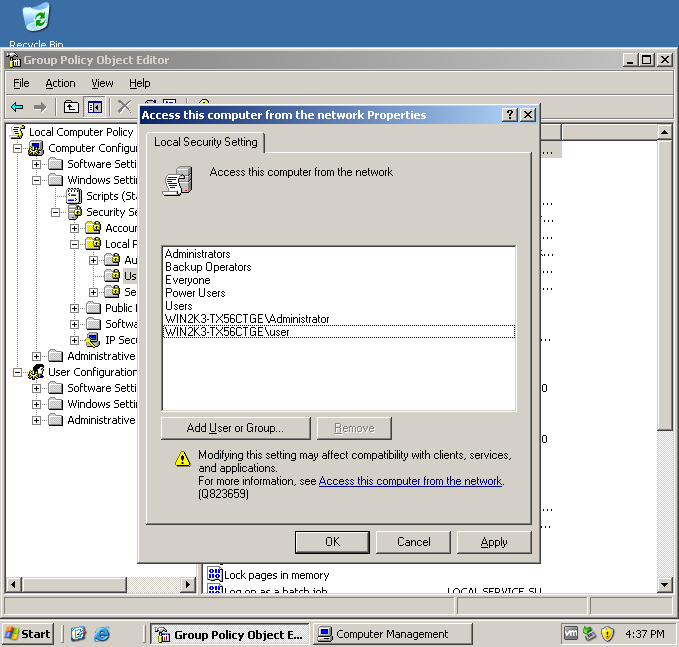 Recycle Bin
Group Policy Object Editor
File Action View Help
Local Computer Policy
Computer Configur
Software Setti
Windows Settin
Scripts (Sta
Security Se
Accour
Local P
Au
Us
Se
Public
Softwa
IP Secu
Administrative
User Configuration
Software Setti
Windows Settin
Administrative
Access this computer from the network Properties
Local Security Setting
Access this computer from the network
Administrators
Backup Operators
Everyone
Power Users
Users
WIN2K3-TX56CTGE\Administrator
WIN2K3-TX56CTGE\user
Add User or Group...
Remove
Modifying this setting may affect compatibility with clients, services,
and applications.
For more information, see Access this computer from the network.
(Q823659)
OK Cancel Apply
Lock pages in memory
Log on as a batch job LOCAL SERVICE,SU
Start Group Policy Object E... Computer Management vm 4:37 PM